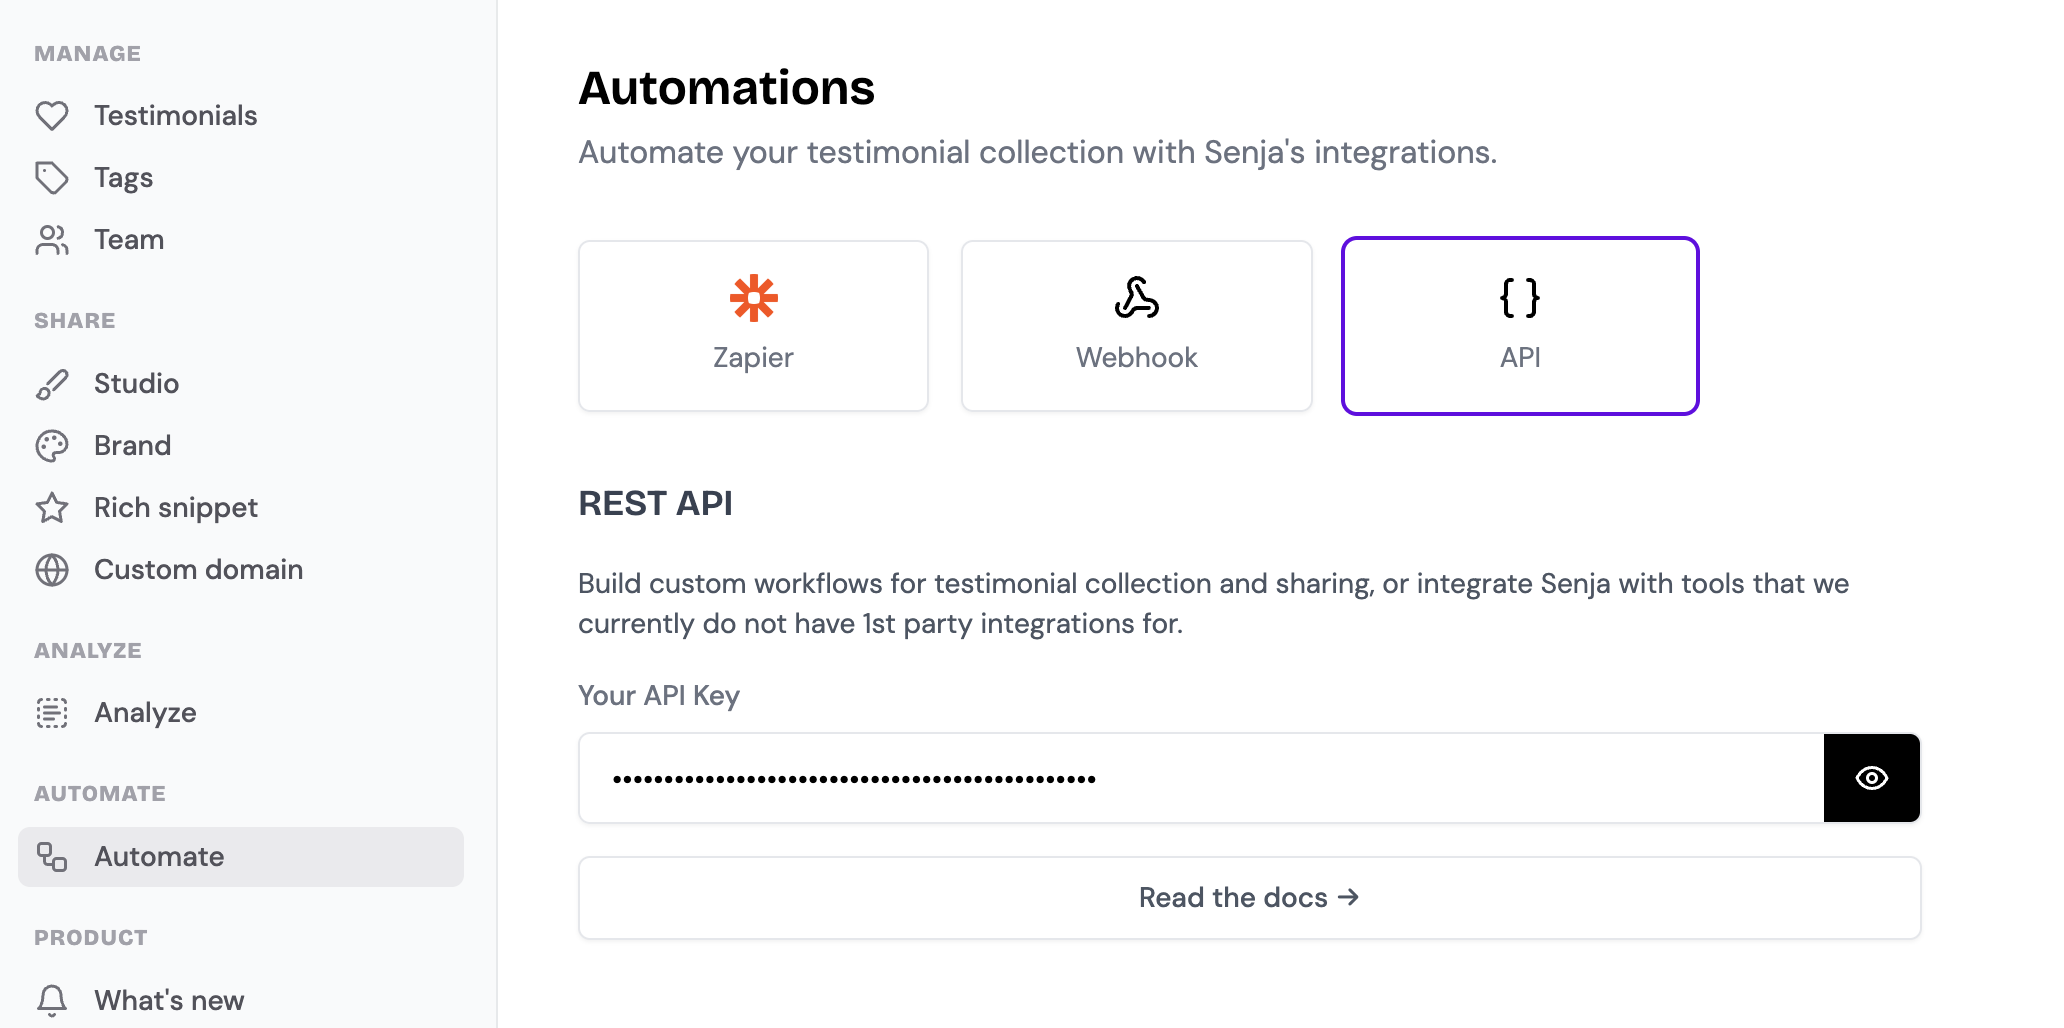 MANAGE
Testimonials
Tags
Team
SHARE
Studio
Brand
Rich snippet
Custom domain
ANALYZE
Analyze
AUTOMATE
Automate
PRODUCT
What's new
Automations
Automate your testimonial collection with Senja's integrations.
Zapier
Webhook
{ }
API
REST API
Build custom workflows for testimonial collection and sharing, or integrate Senja with tools that we
currently do not have 1st party integrations for.
Your API Key
Read the docs →